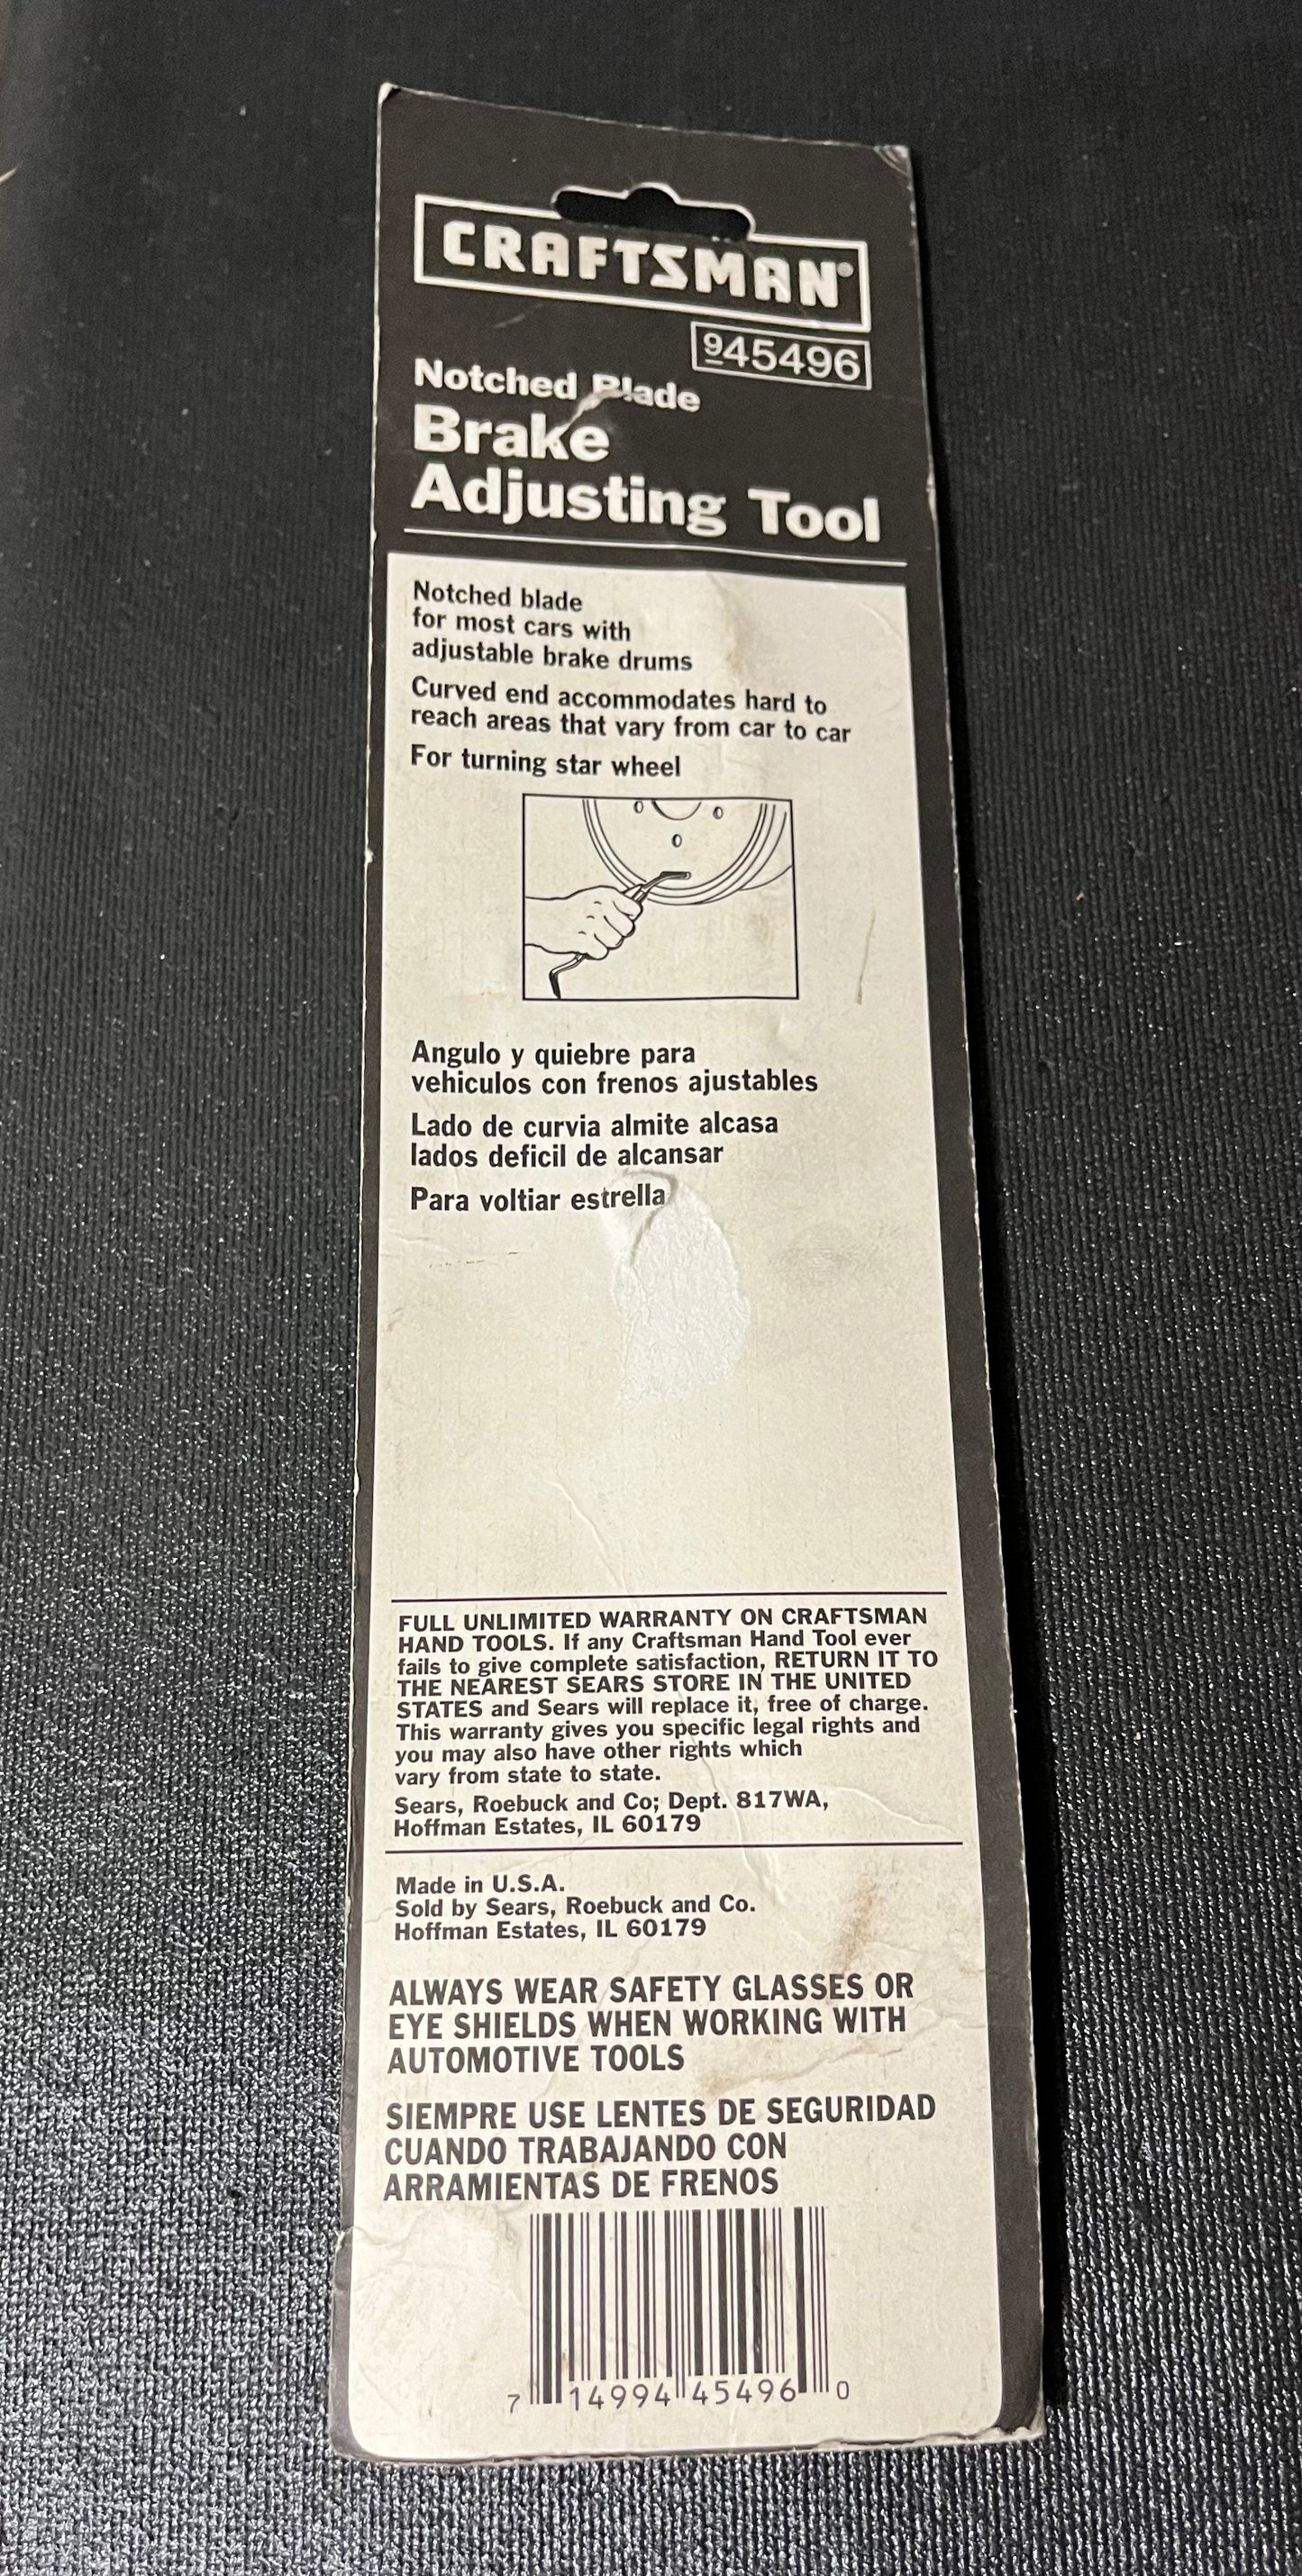 CRAFTSMAN®
945496
Notched Blade
Brake
Adjusting Tool
Notched blade
for most cars with
adjustable brake drums
Curved end accommodates hard to
reach areas that vary from car to car
For turning star wheel
Angulo y quiebre para
vehiculos con frenos ajustables
Lado de curvia almite alcasa
lados deficil de alcansar
Para voltiar estrella
FULL UNLIMITED WARRANTY ON CRAFTSMAN
HAND TOOLS. If any Craftsman Hand Tool ever
fails to give complete satisfaction, RETURN IT TO
THE NEAREST SEARS STORE IN THE UNITED
STATES and Sears will replace it, free of charge.
This warranty gives you specific legal rights and
you may also have other rights which
vary from state to state.
Sears, Roebuck and Co; Dept. 817WA,
Hoffman Estates, IL 60179
Made in U.S.A.
Sold by Sears, Roebuck and Co.
Hoffman Estates, IL 60179
ALWAYS WEAR SAFETY GLASSES OR
EYE SHIELDS WHEN WORKING WITH
AUTOMOTIVE TOOLS
SIEMPRE USE LENTES DE SEGURIDAD
CUANDO TRABAJANDO CON
ARRAMIENTAS DE FRENOS
7 14994 45496 0